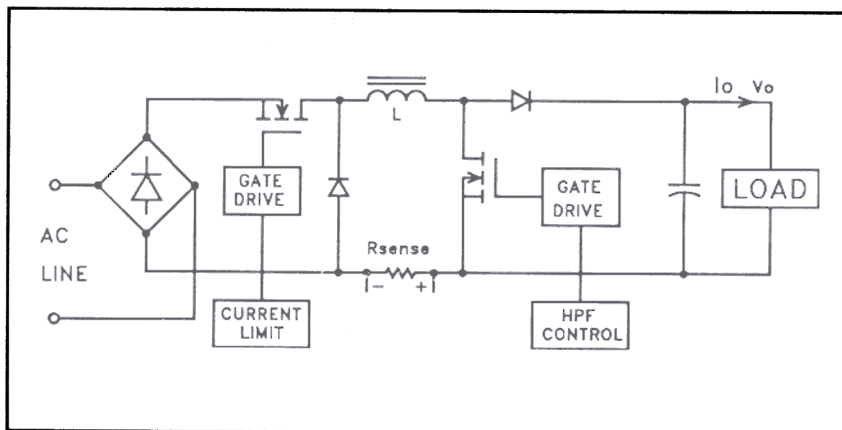 Io Vo
L
GATE
DRIVE
GATE
DRIVE
LOAD
AC
LINE
Rsense
- +
CURRENT
LIMIT
HPF
CONTROL